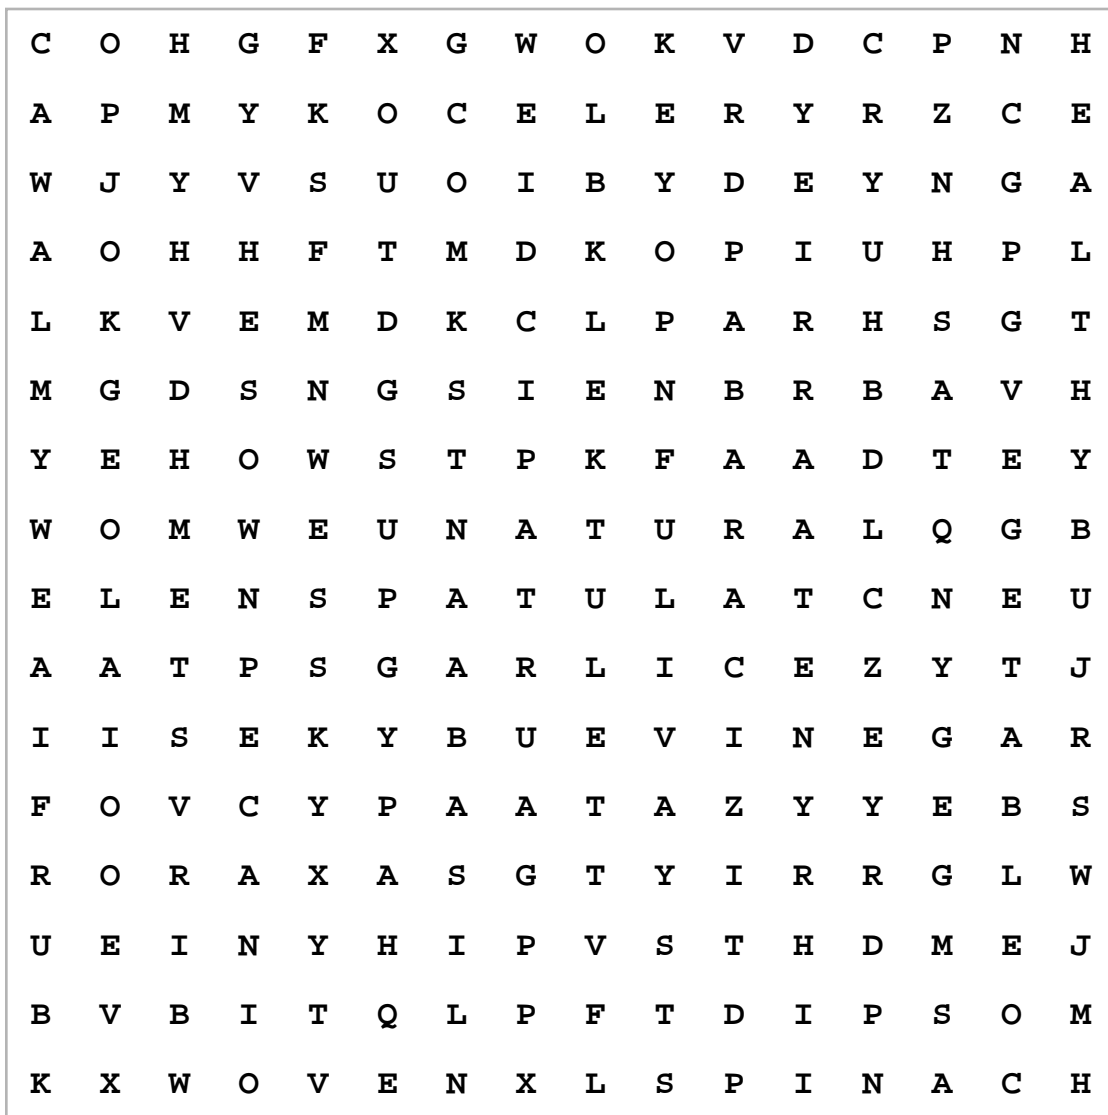 C O H G F X G W O K V D C P N H
A P M Y K O C E L E R Y R Z C E
W J Y V S U O I B Y D E Y N G A
A O H H F T M D K O P I U H P L
L K V E M D K C L P A R H S G T
M G D S N G S I E N B R B A V H
Y E H O W S T P K F A A D T E Y
W O M W E U N A T U R A L Q G B
E L E N S P A T U L A T C N E U
A A T P S G A R L I C E Z Y T J
I I S E K Y B U E V I N E G A R
F O V C Y P A A T A Z Y Y E B S
R O R A X A S G T Y I R R G L W
U E I N Y H I P V S T H D M E J
B V B I T Q L P F T D I P S O M
K X W O V E N X L S P I N A C H